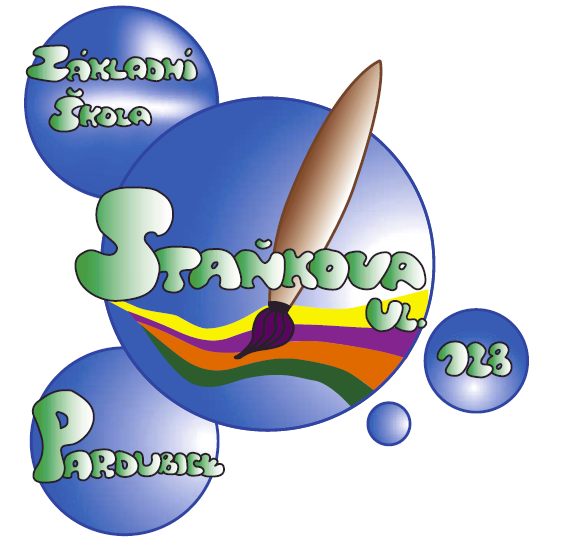 ZÁKLADNÍ
ŠKOLA
STAŇKOVA
UL.
128
PARDUBICE